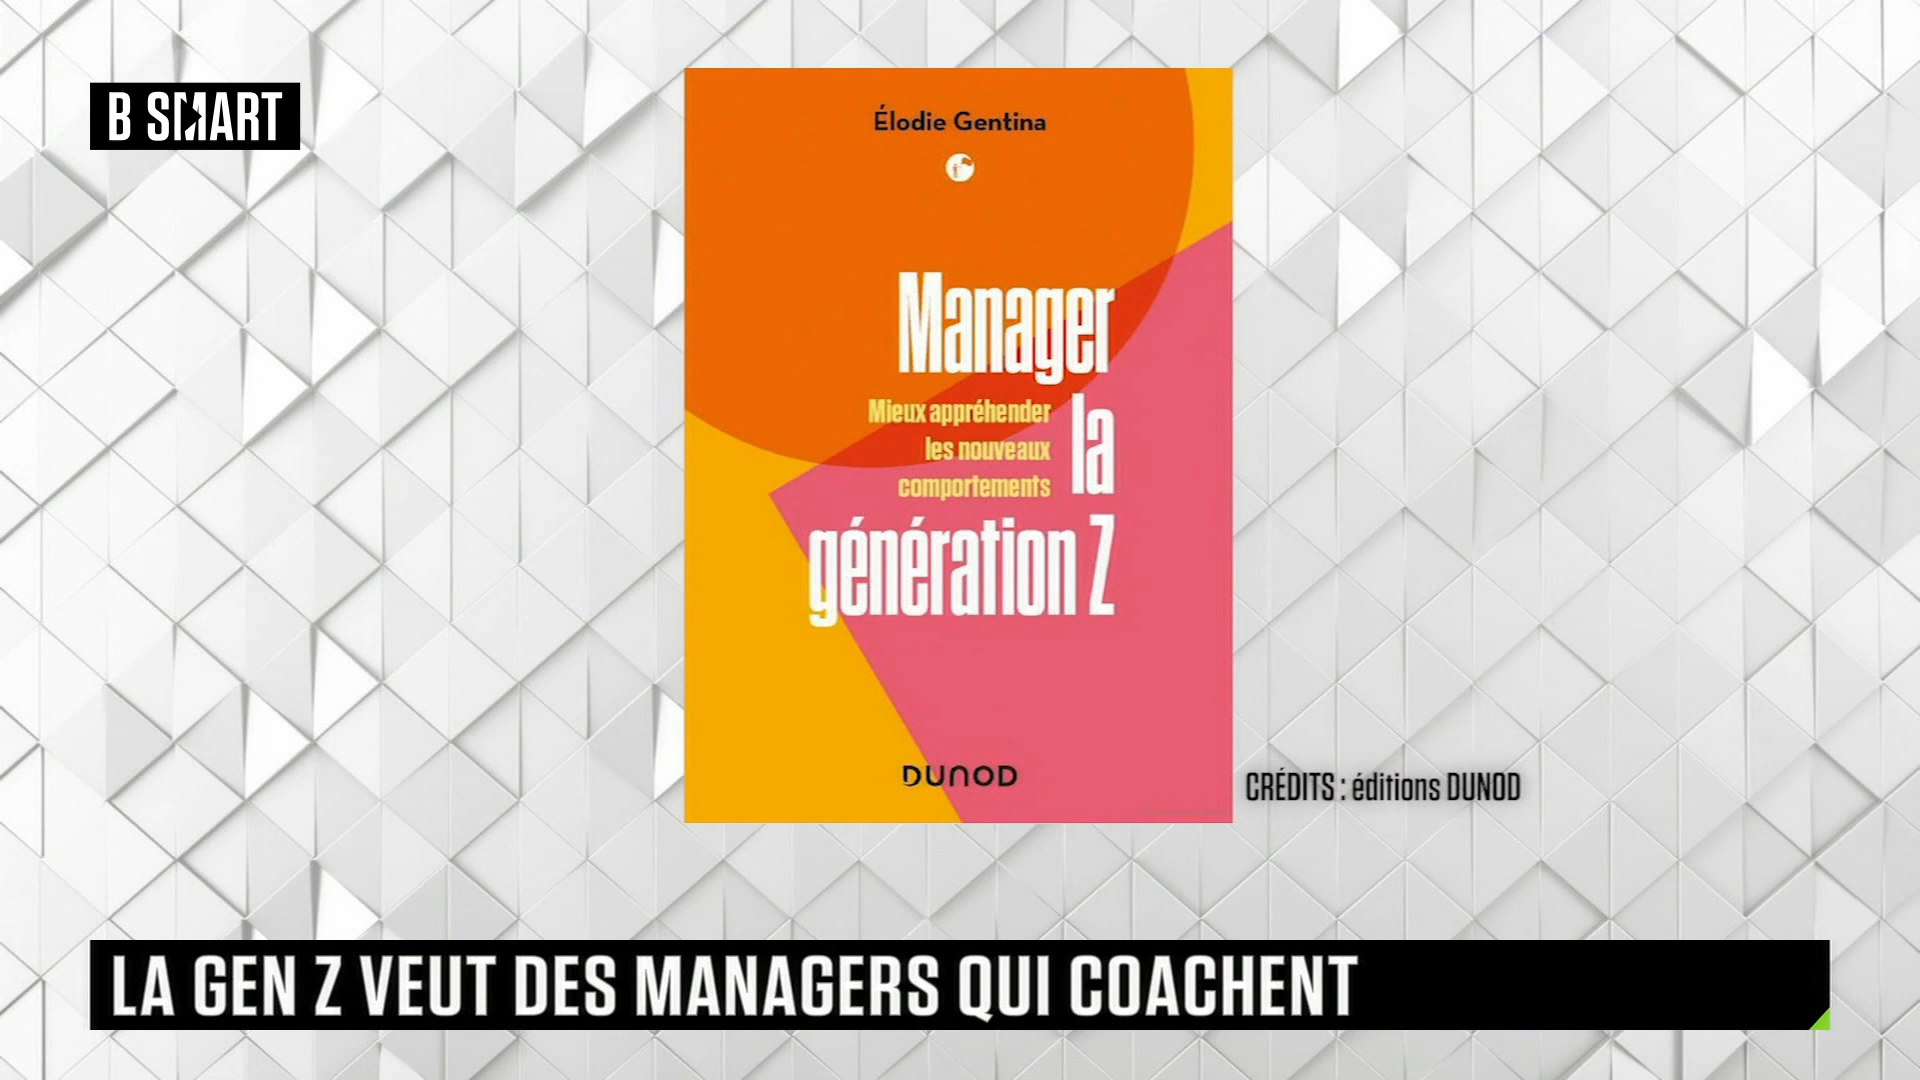 B SMART
Élodie Gentina
Manager
Mieux appréhender
les nouveaux
comportements
la
génération Z
DUNOD
CRÉDITS : éditions DUNOD
LA GEN Z VEUT DES MANAGERS QUI COACHENT